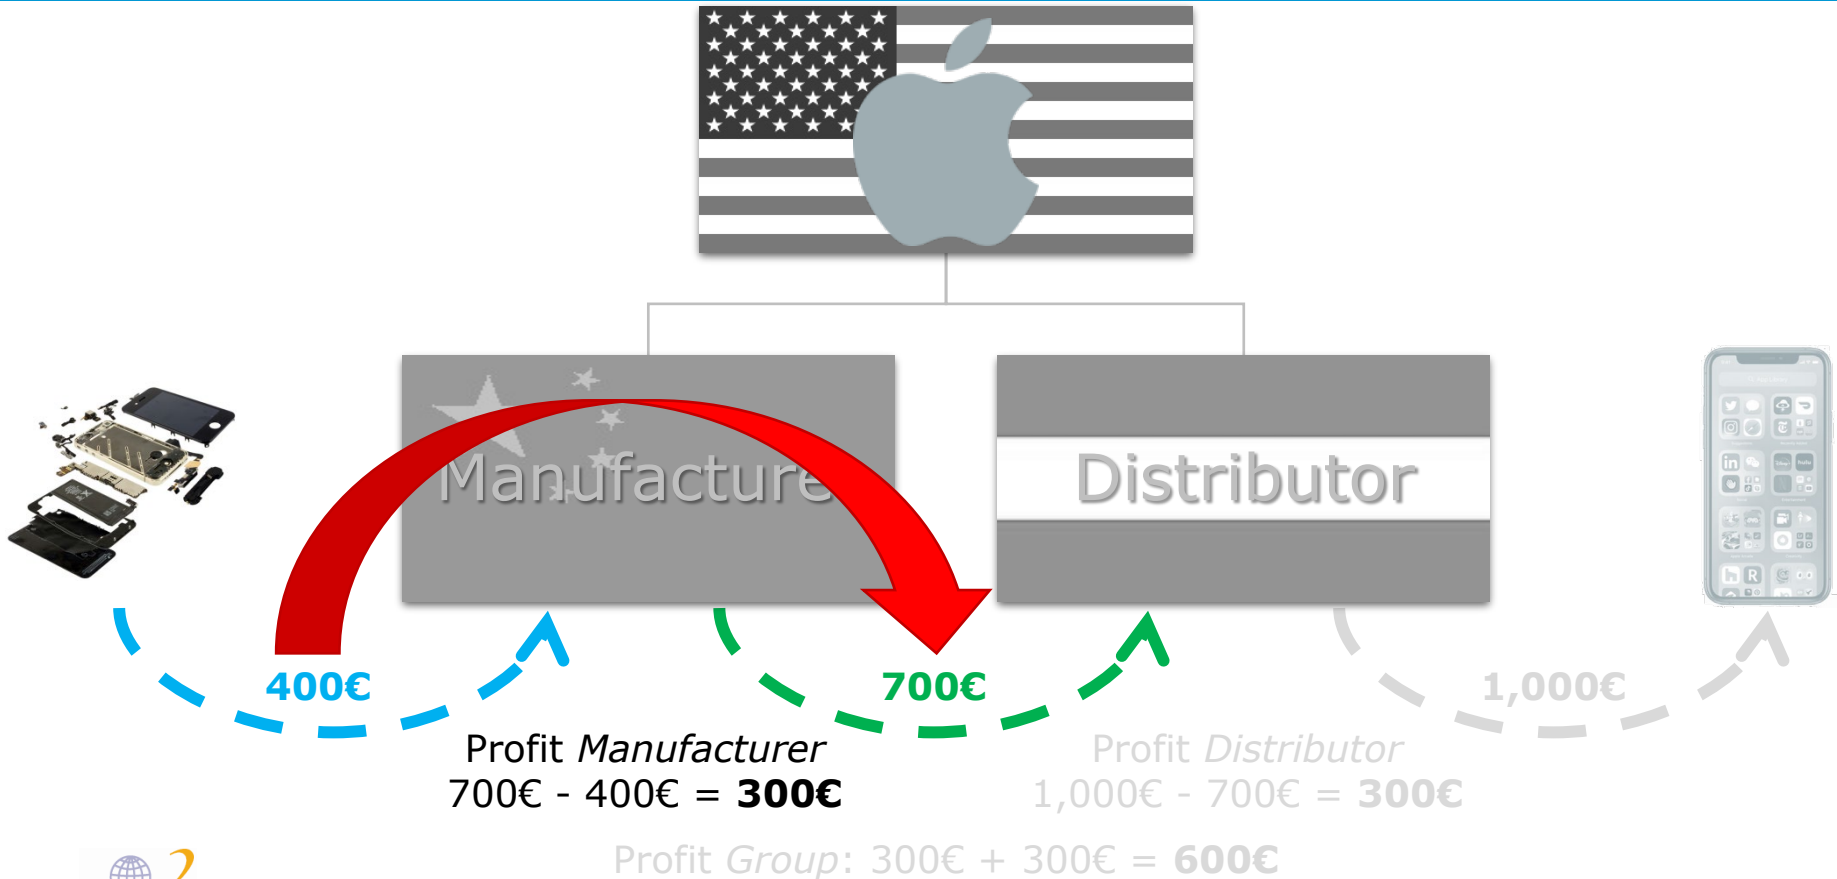 Manufacture
Distributor
400€
700€
1,000€
Profit Manufacturer
700€ - 400€ = 300€
Profit Distributor
1,000€ - 700€ = 300€
Profit Group: 300€ + 300€ = 600€